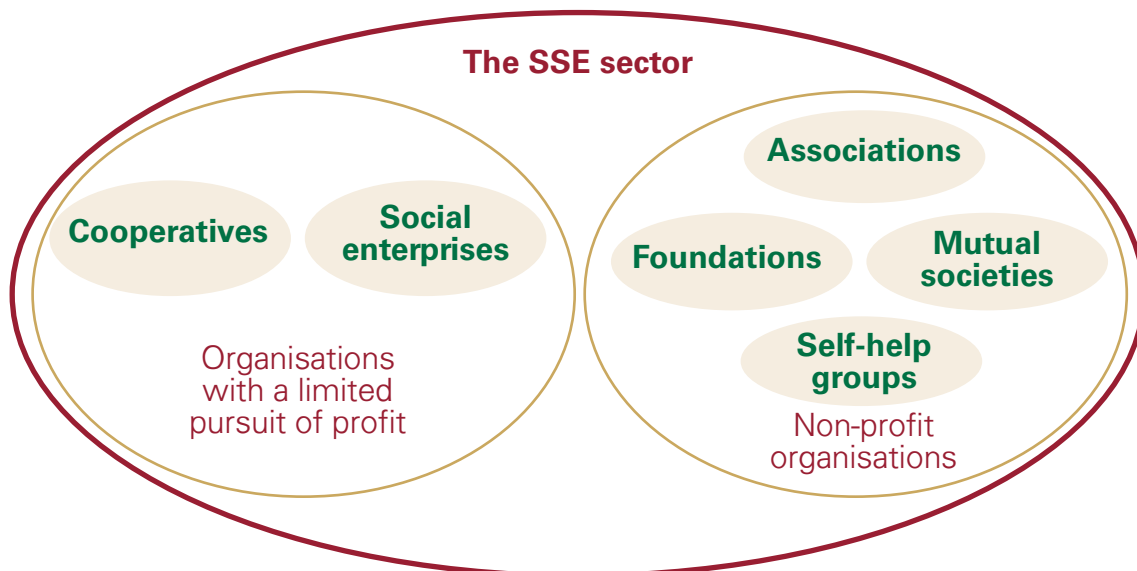 The SSE sector
Cooperatives
Social
enterprises
Organisations
with a limited
pursuit of profit
Associations
Foundations
Mutual
societies
Self-help
groups
Non-profit
organisations